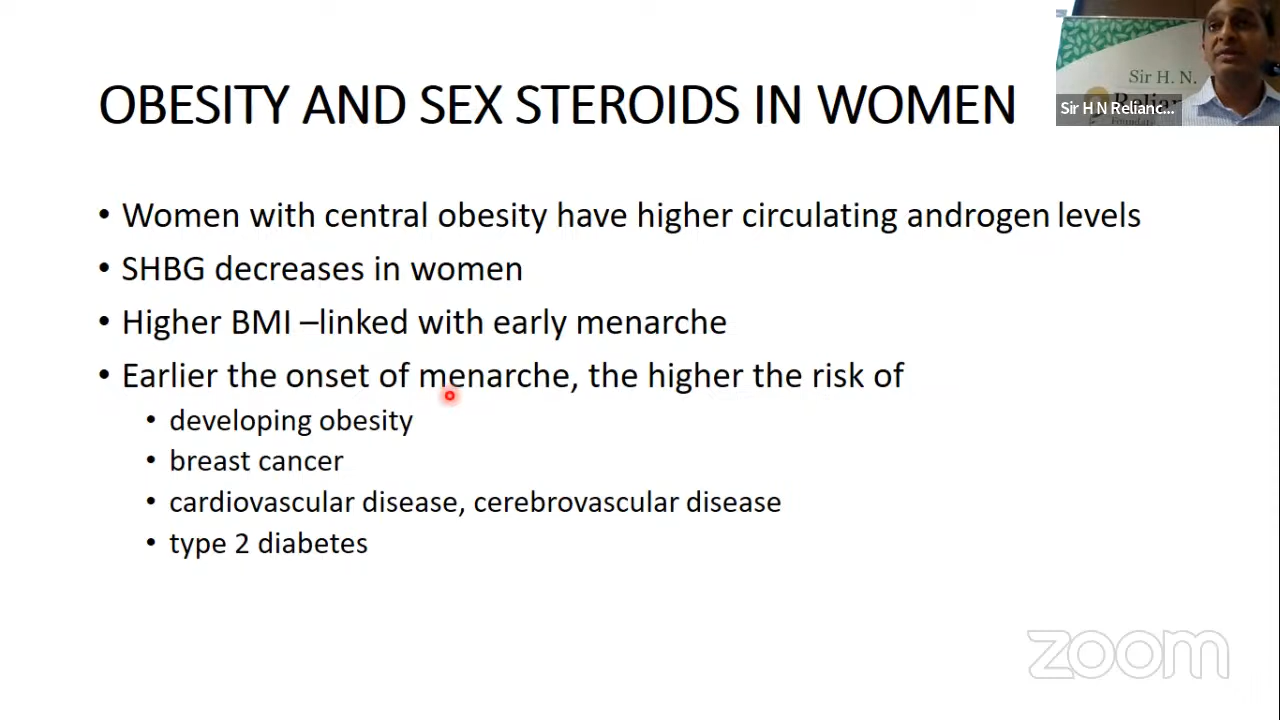 OBESITY AND SEX STEROIDS IN WOMEN
• Women with central obesity have higher circulating androgen levels
• SHBG decreases in women
• Higher BMI –linked with early menarche
• Earlier the onset of menarche, the higher the risk of
• developing obesity
• breast cancer
• cardiovascular disease, cerebrovascular disease
• type 2 diabetes
Sir H. N.
Sir H N Relianc...
zoom